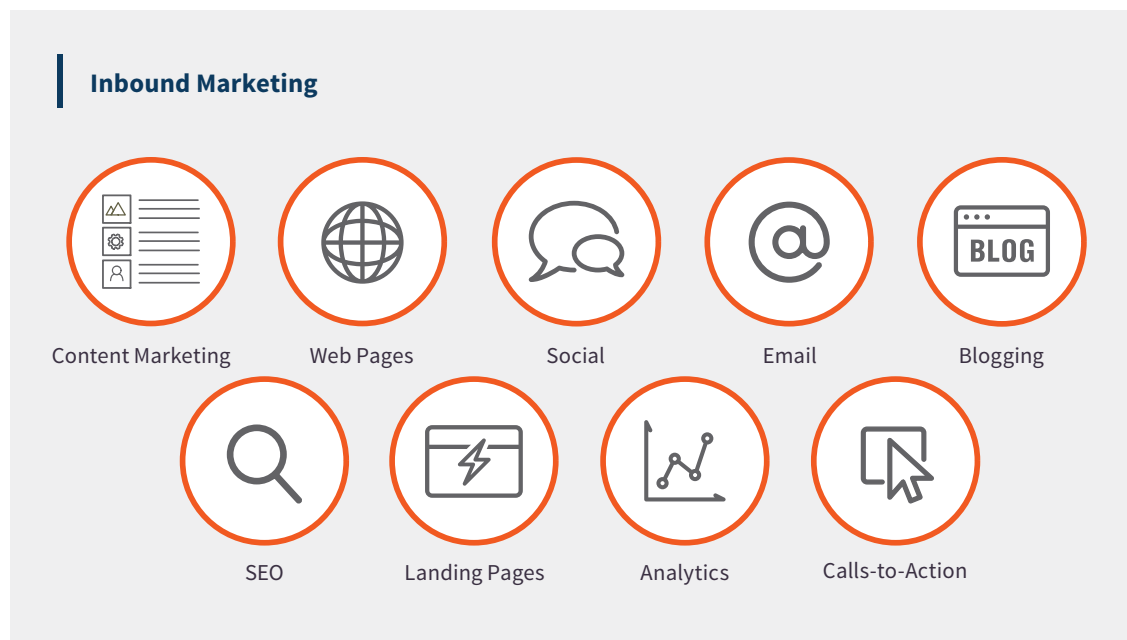 Inbound Marketing
BLOG
Content Marketing
Web Pages
Social
Email
Blogging
SEO
Landing Pages
Analytics
Calls-to-Action